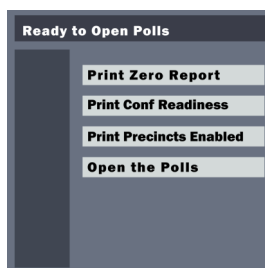 Ready to Open Polls
Print Zero Report
Print Conf Readiness
Print Precincts Enabled
Open the Polls